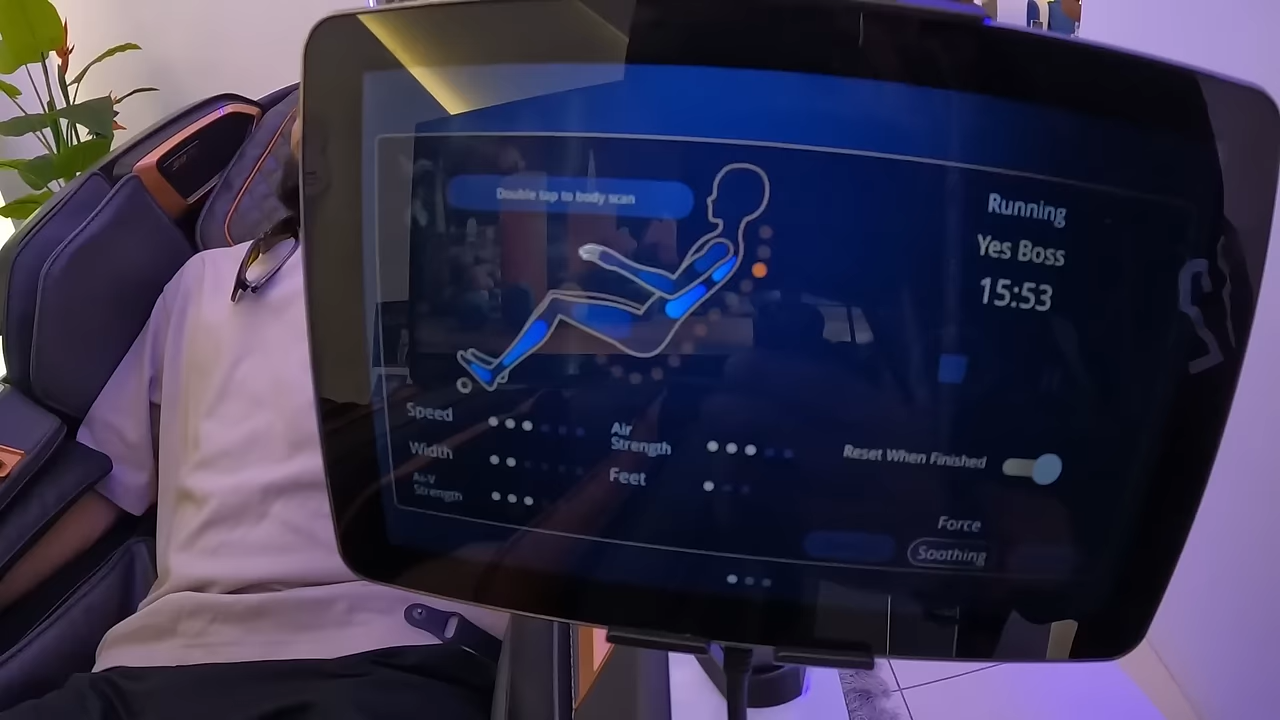 Double tap to body scan
Running
Yes Boss
15:53
Speed
Width
Air
Strength
Feet
Strength
Reset When Finished
Force
Soothing